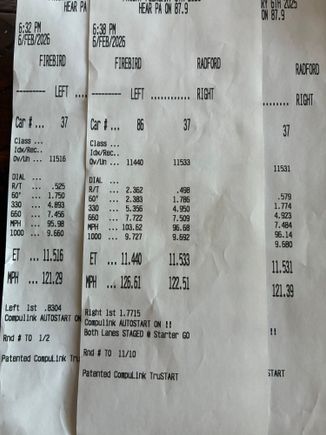 HEAR PA
6:32 PM
6/FEB/2026
FIREBIRD
--------- LEFT ....
Car # ... 37
Class ...
Idx/Rec..
Ov/Un ... 11516
DIAL ...
R/T ... .525
60' ... 1.750
330 ... 4.893
660 ... 7.456
MPH ... 95.98
1000 ... 9.660
ET ... 11.516
MPH ... 121.29
Left 1st .8304
Compulink AUTOSTART ON
Rnd # TO 1/2
Patented CompuLink
HEAR PA ON 87.9
6:38 PM
6/FEB/2026
FIREBIRD RADFORD
--------- LEFT ............ RIGHT
Car # ... 86 37
Class ...
Idx/Rec..
Ov/Un ... 11440 11533
DIAL ...
R/T ... 2.362 .498
60' ... 2.383 1.786
330 ... 5.356 4.950
660 ... 7.722 7.509
MPH ... 103.62 96.68
1000 ... 9.727 9.692
ET ... 11.440 11.533
MPH ... 126.61 122.51
Right 1st 1.7715
Compulink AUTOSTART ON !!
Both Lanes STAGED @ Starter GO
Rnd # TO 11/10
Patented CompuLink TruSTART
RY 6TH 2025
ON 87.9
RADFORD
RIGHT
37
11531
.579
1.774
4.923
7.484
96.14
9.680
11.531
121.39
!!
START